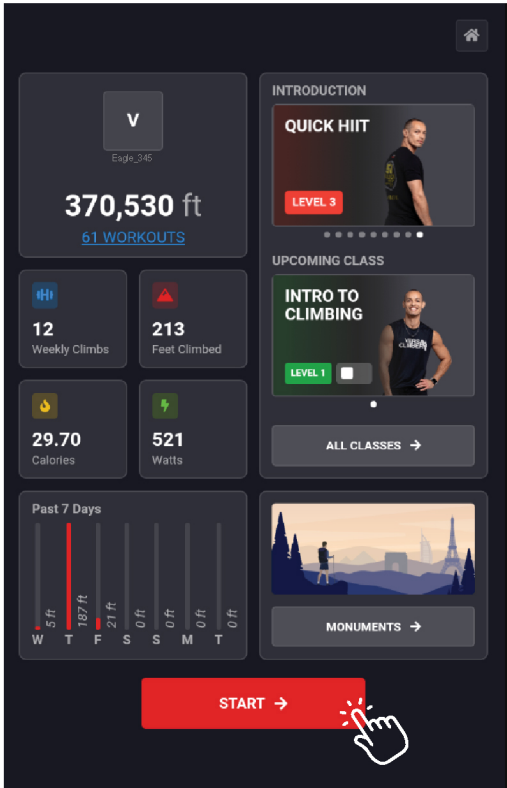 V
Eagle_345
370,530 ft
61 WORKOUTS
12
Weekly Climbs
213
Feet Climbed
29.70
Calories
521
Watts
INTRODUCTION
QUICK HIIT
LEVEL 3
UPCOMING CLASS
INTRO TO
CLIMBING
LEVEL 1
VERSA
CLIMBER
ALL CLASSES →
Past 7 Days
5 ft
187 ft
21 ft
0 ft
0 ft
0 ft
0 ft
W T F S S M T
MONUMENTS →
START →